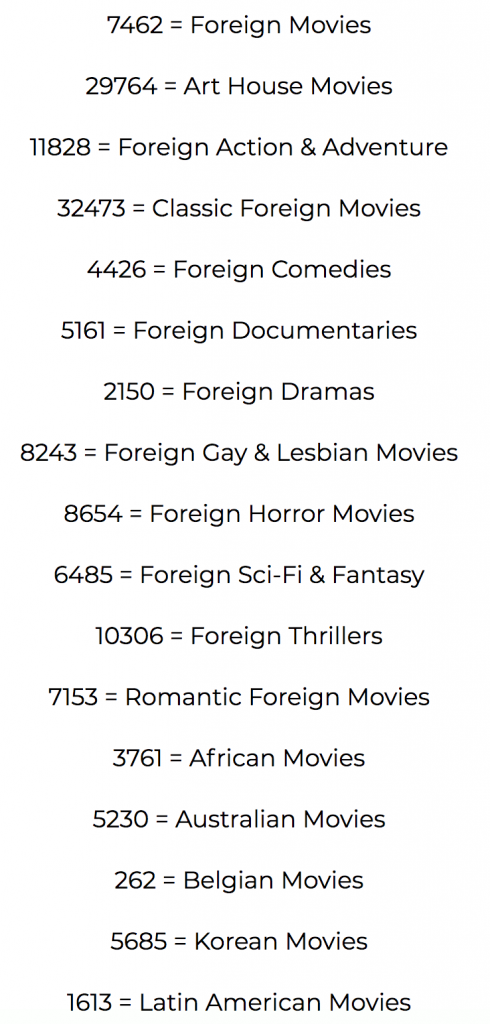 7462 = Foreign Movies
29764 = Art House Movies
11828 = Foreign Action & Adventure
32473 = Classic Foreign Movies
4426 = Foreign Comedies
5161 = Foreign Documentaries
2150 = Foreign Dramas
8243 = Foreign Gay & Lesbian Movies
8654 = Foreign Horror Movies
6485 = Foreign Sci-Fi & Fantasy
10306 = Foreign Thrillers
7153 = Romantic Foreign Movies
3761 = African Movies
5230 = Australian Movies
262 = Belgian Movies
5685 = Korean Movies
1613 = Latin American Movies